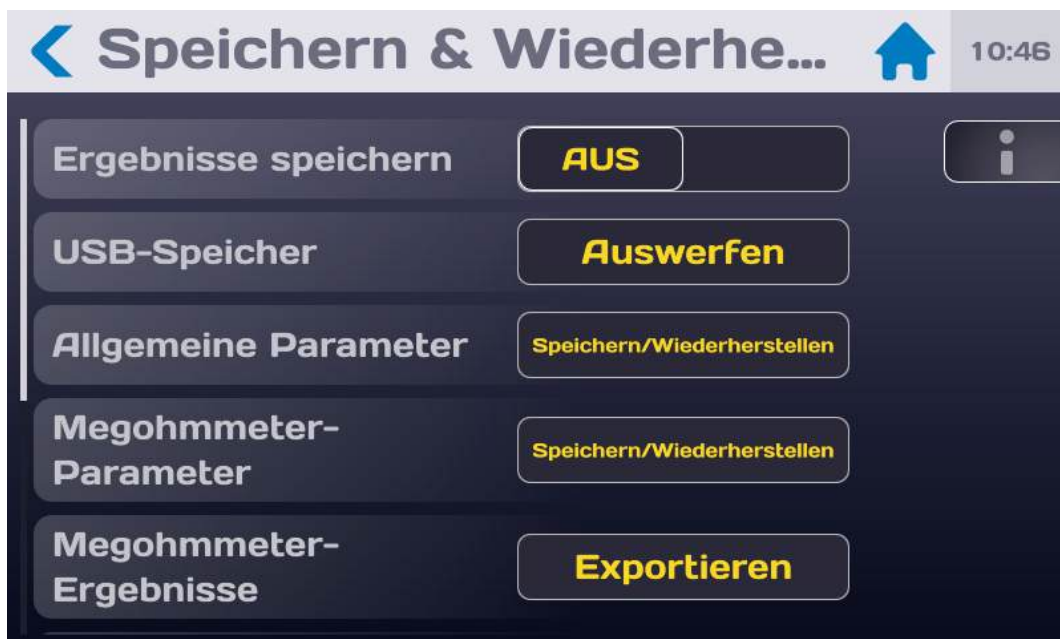 Speichern & Wiederhe...
10:46
Ergebnisse speichern
AUS
USB-Speicher
Auswerfen
Allgemeine Parameter
Speichern/Wiederherstellen
Megohmmeter-
Parameter
Speichern/Wiederherstellen
Megohmmeter-
Ergebnisse
Exportieren